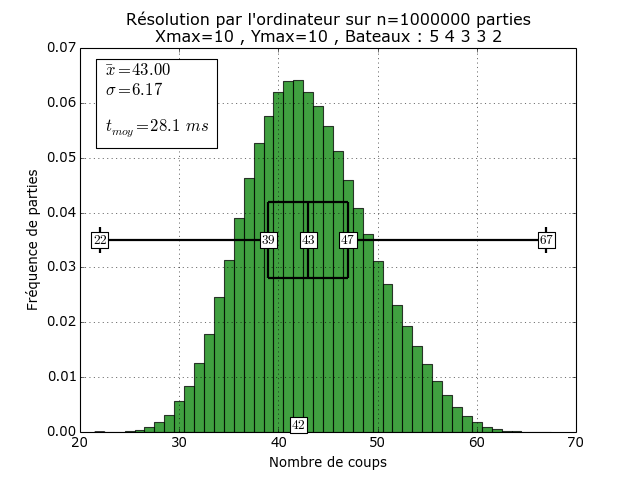 Résolution par l'ordinateur sur n=1000000 parties
Xmax=10 , Ymax=10 , Bateaux : 5 4 3 3 2
0.07
0.06
0.05
0.04
0.03
0.02
0.01
0.00
Fréquence de parties
x̄=43.00
σ=6.17
t_moy=28.1 ms
22 39 43 47 67
42
20 30 40 50 60 70
Nombre de coups